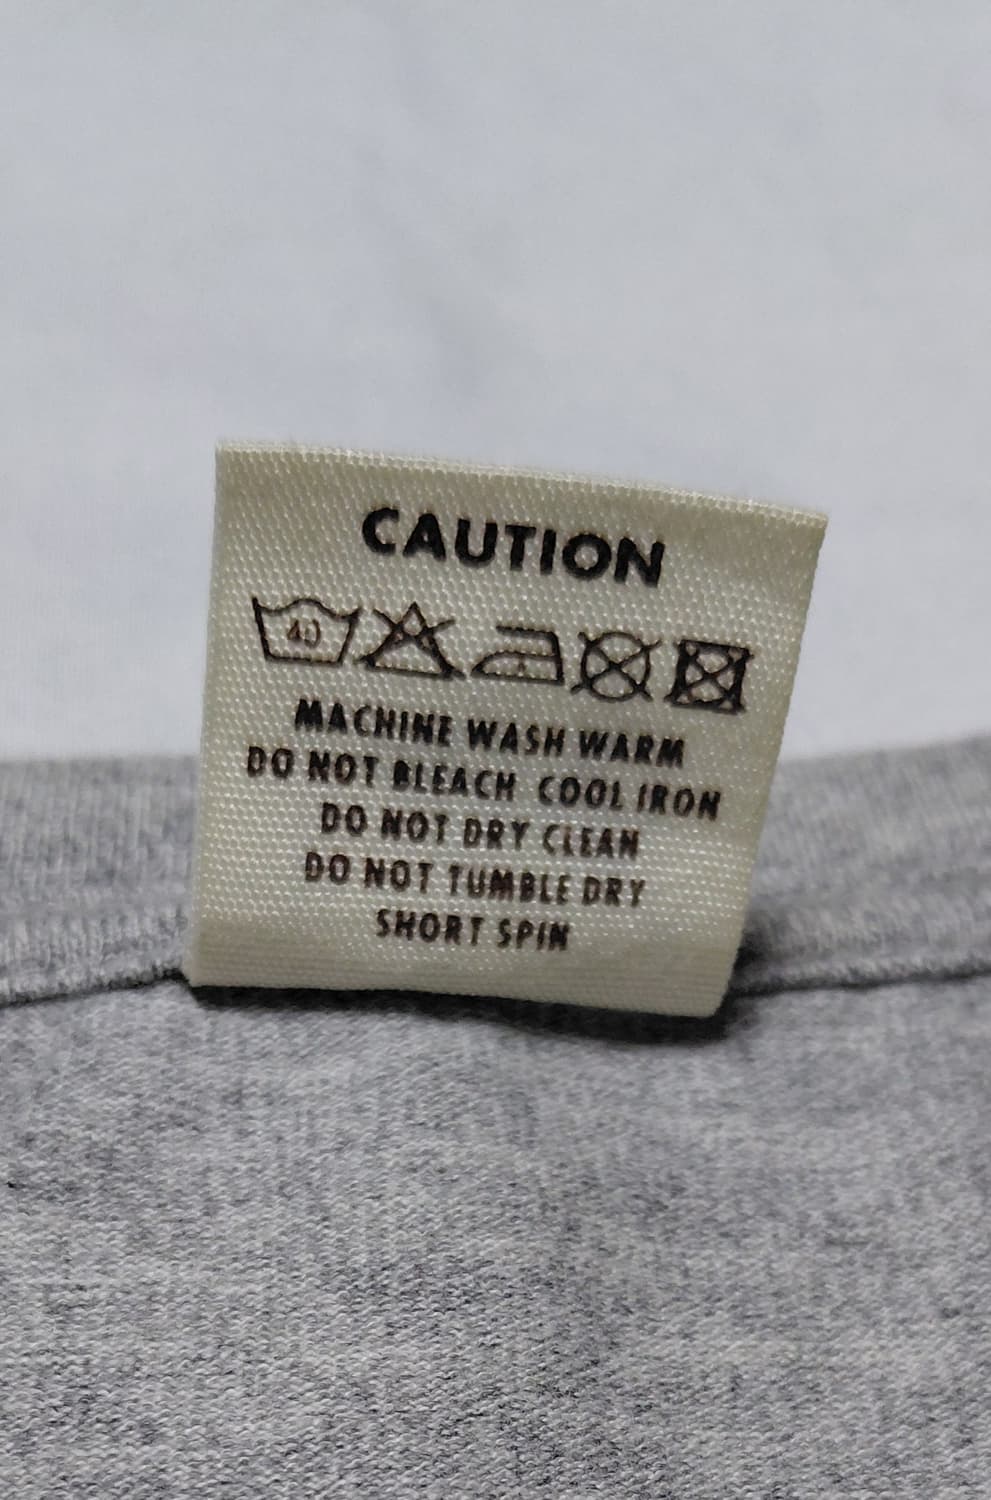 CAUTION
40
MACHINE WASH WARM
DO NOT BLEACH COOL IRON
DO NOT DRY CLEAN
DO NOT TUMBLE DRY
SHORT SPIN